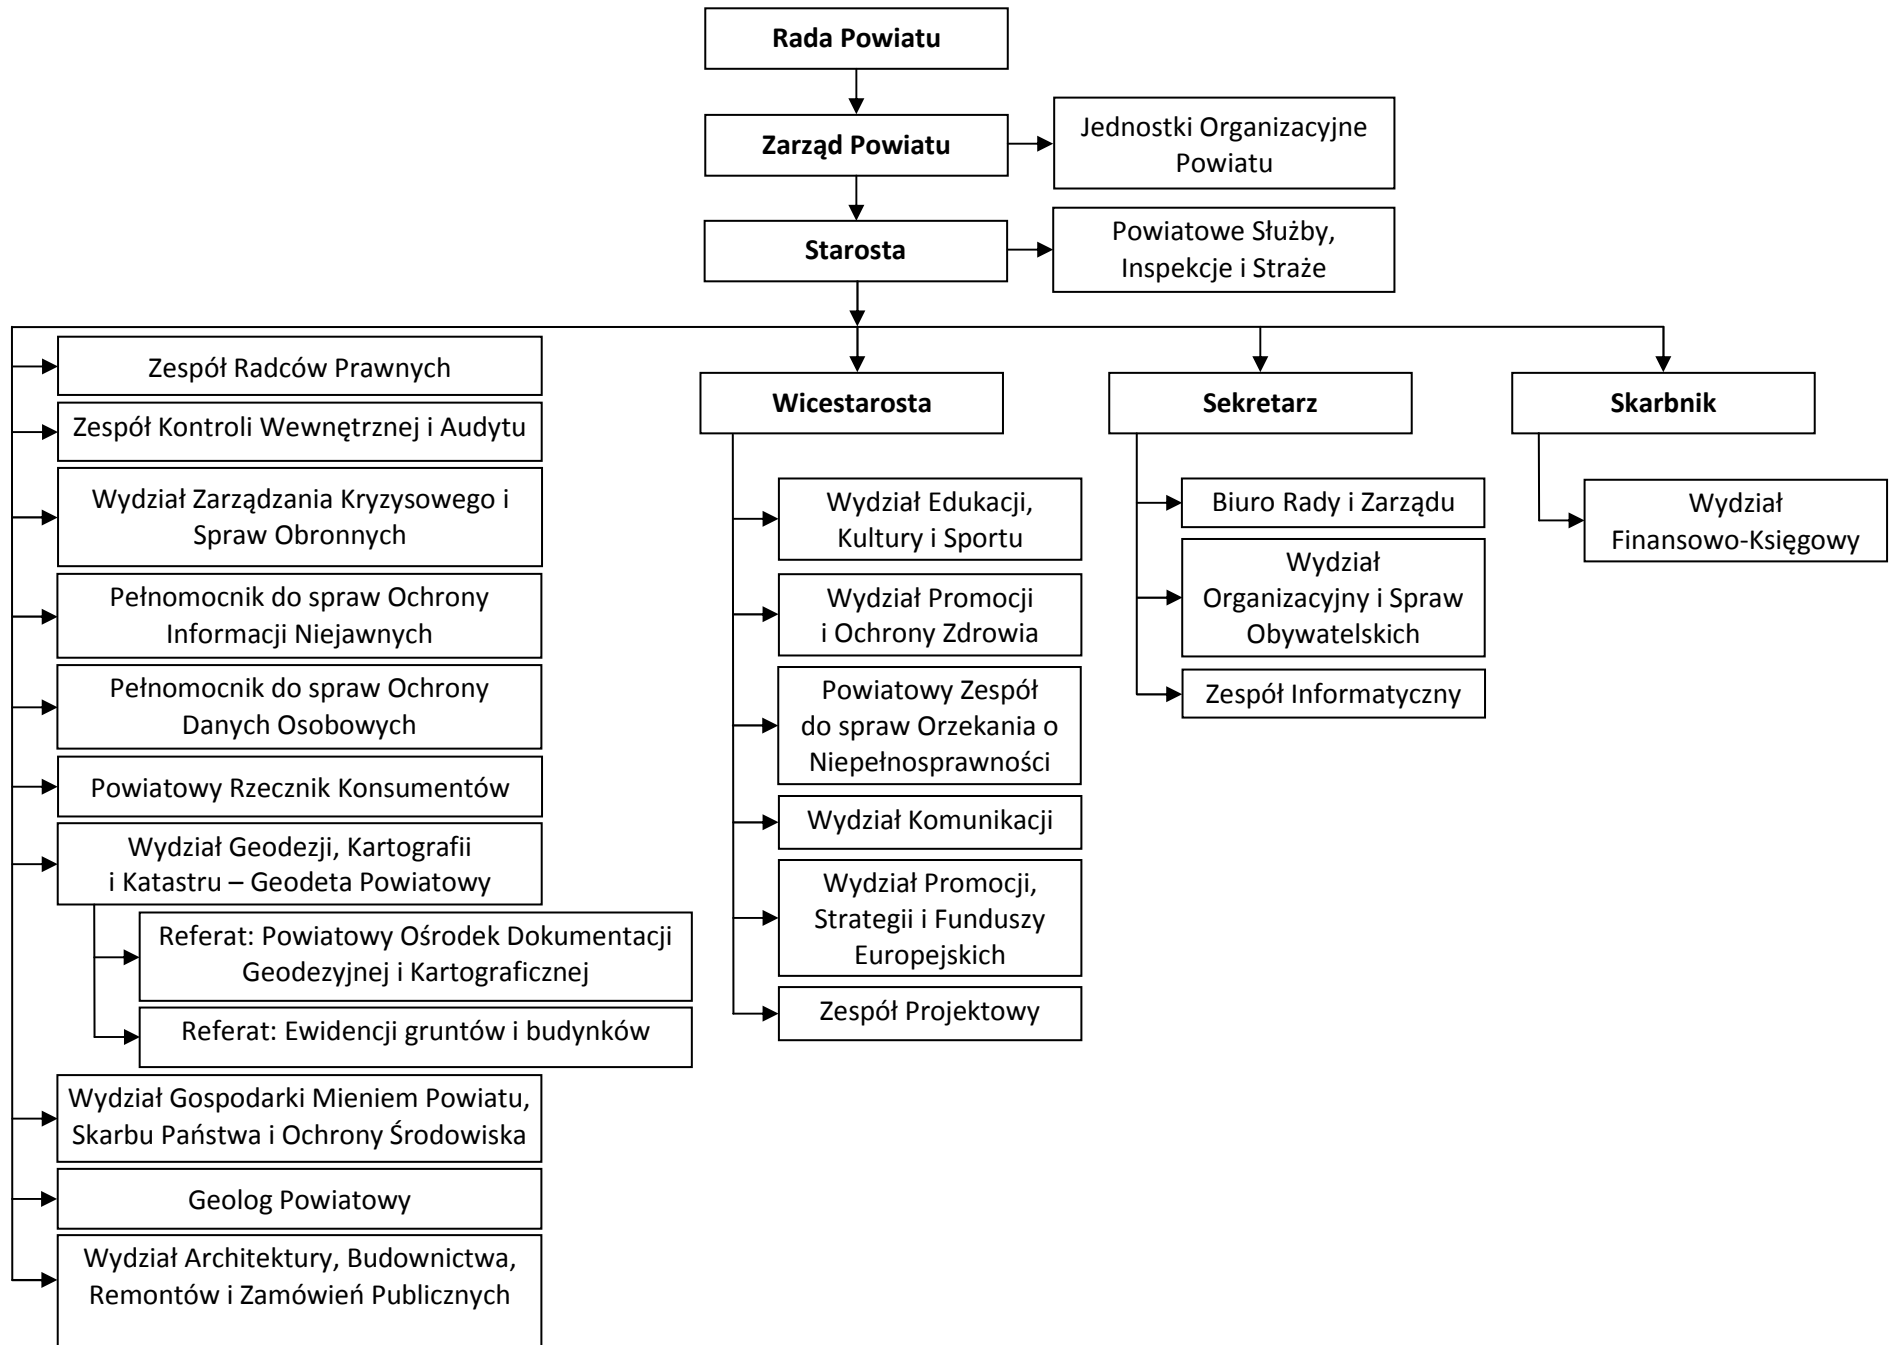 Rada Powiatu
Zarząd Powiatu
Jednostki Organizacyjne
Powiatu
Starosta
Powiatowe Służby,
Inspekcje i Straże
Zespół Radców Prawnych
Zespół Kontroli Wewnętrznej i Audytu
Wydział Zarządzania Kryzysowego i
Spraw Obronnych
Pełnomocnik do spraw Ochrony
Informacji Niejawnych
Pełnomocnik do spraw Ochrony
Danych Osobowych
Powiatowy Rzecznik Konsumentów
Wydział Geodezji, Kartografii
i Katastru – Geodeta Powiatowy
Referat: Powiatowy Ośrodek Dokumentacji
Geodezyjnej i Kartograficznej
Referat: Ewidencji gruntów i budynków
Wydział Gospodarki Mieniem Powiatu,
Skarbu Państwa i Ochrony Środowiska
Geolog Powiatowy
Wydział Architektury, Budownictwa,
Remontów i Zamówień Publicznych
Wicestarosta
Wydział Edukacji,
Kultury i Sportu
Wydział Promocji
i Ochrony Zdrowia
Powiatowy Zespół
do spraw Orzekania o
Niepełnosprawności
Wydział Komunikacji
Wydział Promocji,
Strategii i Funduszy
Europejskich
Zespół Projektowy
Sekretarz
Biuro Rady i Zarządu
Wydział
Organizacyjny i Spraw
Obywatelskich
Zespół Informatyczny
Skarbnik
Wydział
Finansowo-Księgowy